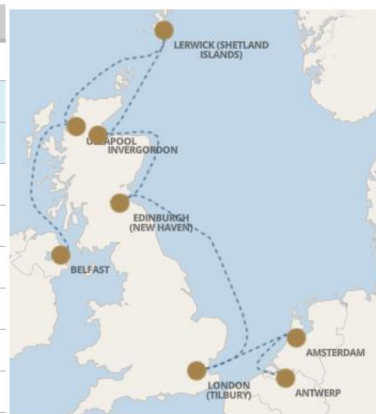 LERWICK (SHETLAND
ISLANDS)
INVERGORDON
EDINBURGH
(NEW HAVEN)
BELFAST
AMSTERDAM
LONDON
(TILBURY)
ANTWERP